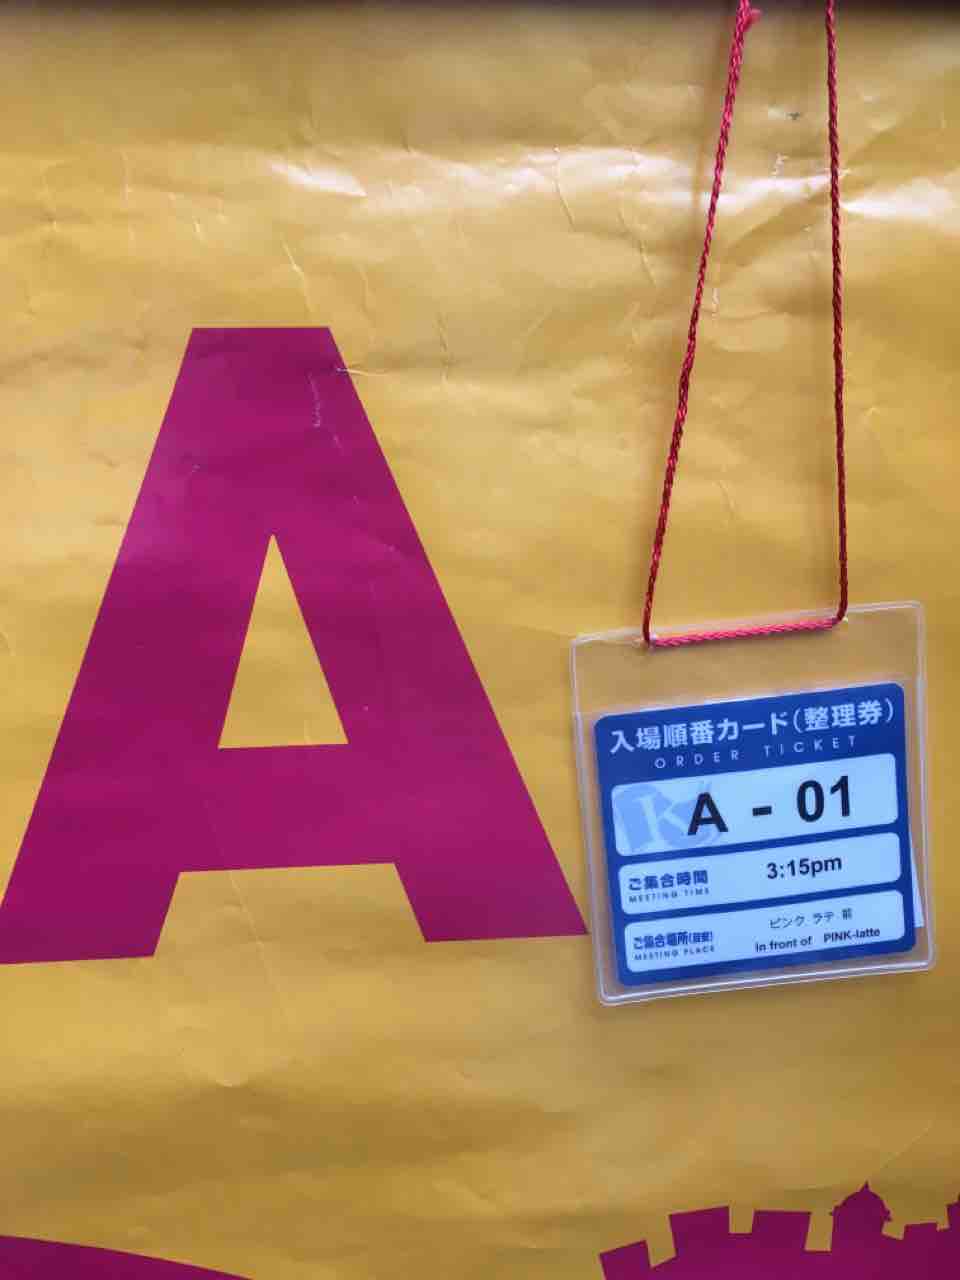 A
入場順番カード(整理券)
ORDER TICKET
K
A - 01
ご集合時間
MEETING TIME
3:15pm
ご集合場所(目安)
MEETING PLACE
ピンク ラテ 前
in front of PINK-latte